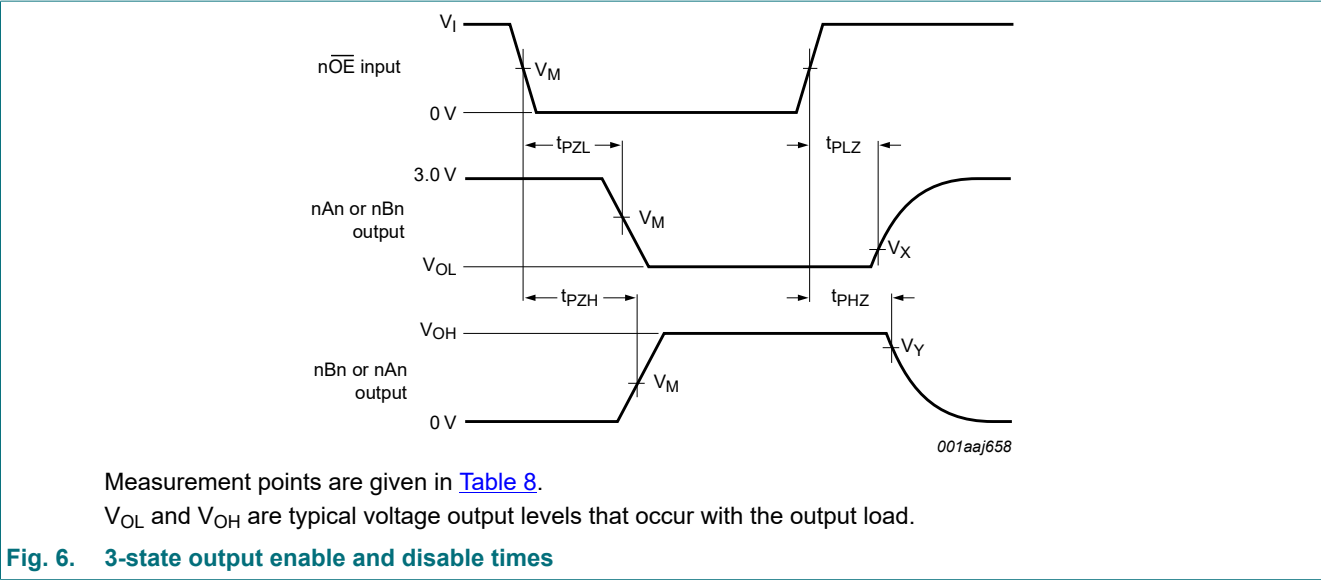 V_I
nO̅E̅ input
V_M
0 V
t_PZL
t_PLZ
3.0 V
nAn or nBn
output
V_M
V_X
V_OL
t_PZH
t_PHZ
V_OH
V_Y
nBn or nAn
output
V_M
0 V
001aaj658
Measurement points are given in Table 8.
V_OL and V_OH are typical voltage output levels that occur with the output load.
Fig. 6. 3-state output enable and disable times